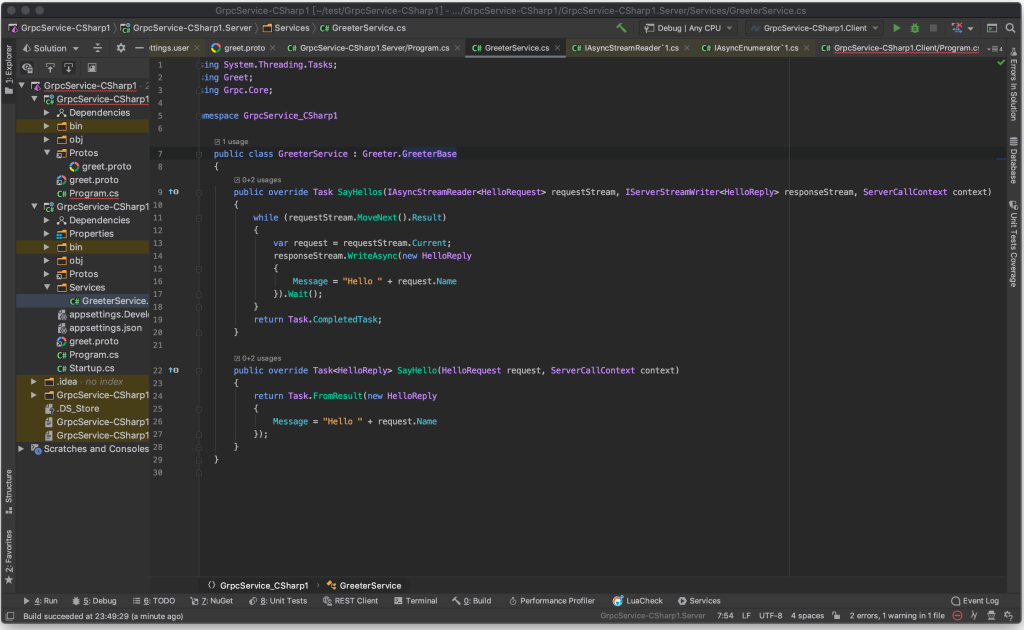 GrpcService-CSharp1 [~/test/GrpcService-CSharp1] - .../GrpcService-CSharp1/GrpcService-CSharp1.Server/Services/GreeterService.cs
GrpcService-CSharp1 GrpcService-CSharp1.Server Services GreeterService.cs Debug | Any CPU GrpcService-CSharp1.Client
Solution ttings.user greet.proto GrpcService-CSharp1.Server/Program.cs GreeterService.cs IAsyncStreamReader`1.cs IAsyncEnumerator`1.cs GrpcService-CSharp1.Client/Program.cs
1: Explorer
GrpcService-CSharp1
GrpcService-CSharp1
Dependencies
bin
obj
Protos
greet.proto
greet.proto
Program.cs
GrpcService-CSharp1
Dependencies
Properties
bin
obj
Protos
Services
GreeterService.
appsettings.Devel
appsettings.json
greet.proto
Program.cs
Startup.cs
.idea - no index
GrpcService-CSharp1
.DS_Store
GrpcService-CSharp1
GrpcService-CSharp1
Scratches and Consoles
Structure
2: Favorites
1 sing System.Threading.Tasks;
2 sing Greet;
3 sing Grpc.Core;
4
5 amespace GrpcService_CSharp1
6
1 usage
7 public class GreeterService : Greeter.GreeterBase
8 {
0+2 usages
9 public override Task SayHellos(IAsyncStreamReader<HelloRequest> requestStream, IServerStreamWriter<HelloReply> responseStream, ServerCallContext context)
10 {
11 while (requestStream.MoveNext().Result)
12 {
13 var request = requestStream.Current;
14 responseStream.WriteAsync(new HelloReply
15 {
16 Message = "Hello " + request.Name
17 }).Wait();
18 }
19 return Task.CompletedTask;
20 }
21
0+2 usages
22 public override Task<HelloReply> SayHello(HelloRequest request, ServerCallContext context)
23 {
24 return Task.FromResult(new HelloReply
25 {
26 Message = "Hello " + request.Name
27 });
28 }
29 }
30
Errors In Solution
Database
Unit Tests Coverage
GrpcService_CSharp1 GreeterService
4: Run 5: Debug 6: TODO 7: NuGet 8: Unit Tests REST Client Terminal 0: Build Performance Profiler LuaCheck Services Event Log
Build succeeded at 23:49:29 (a minute ago) GrpcService-CSharp1.Server 7:54 LF UTF-8 4 spaces 2 errors, 1 warning in 1 file